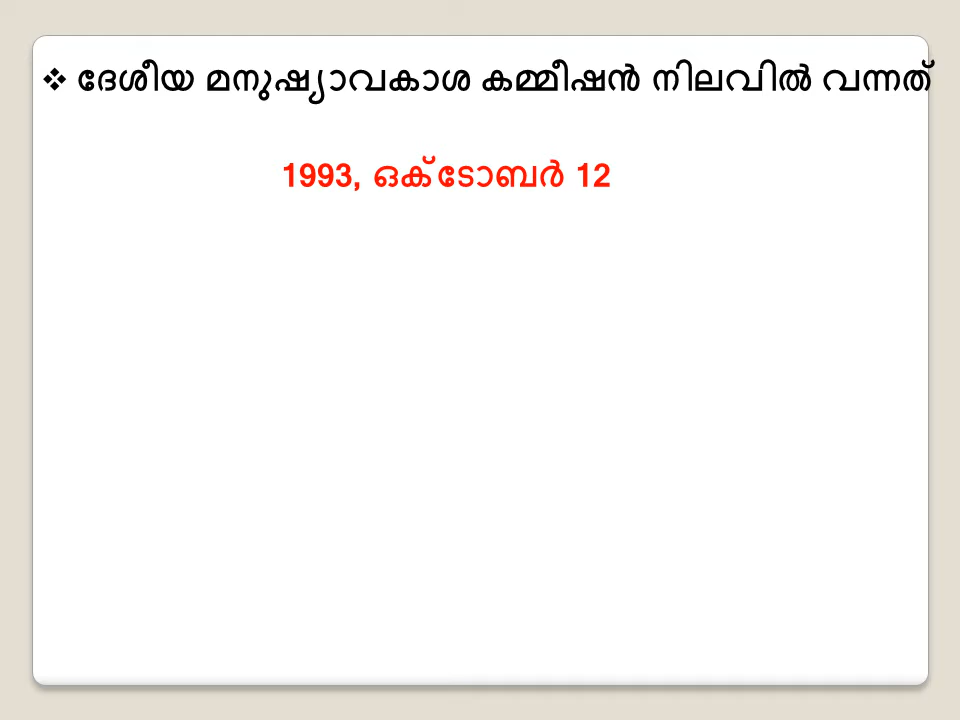 ❖ ദേശീയ മനുഷ്യാവകാശ കമ്മീഷൻ നിലവിൽ വന്നത്
1993, ഒക്ടോബർ 12